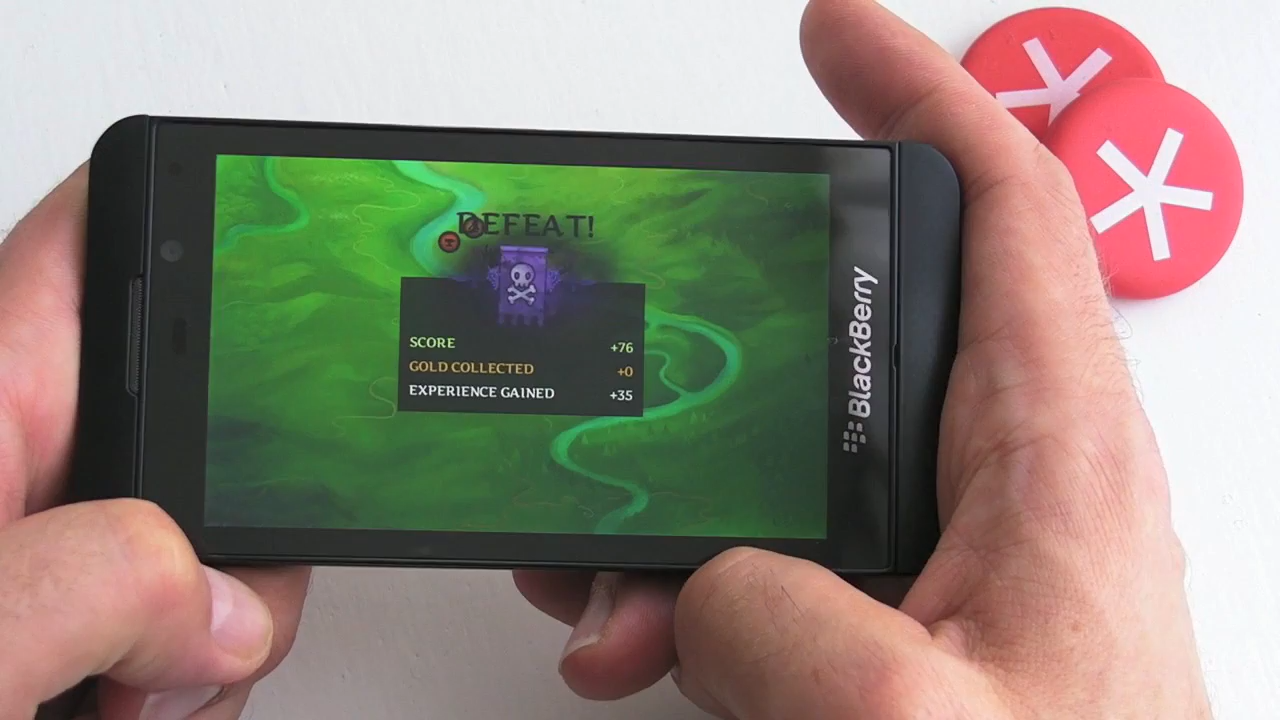 DEFEAT!
SCORE +76
GOLD COLLECTED +0
EXPERIENCE GAINED +35
BlackBerry